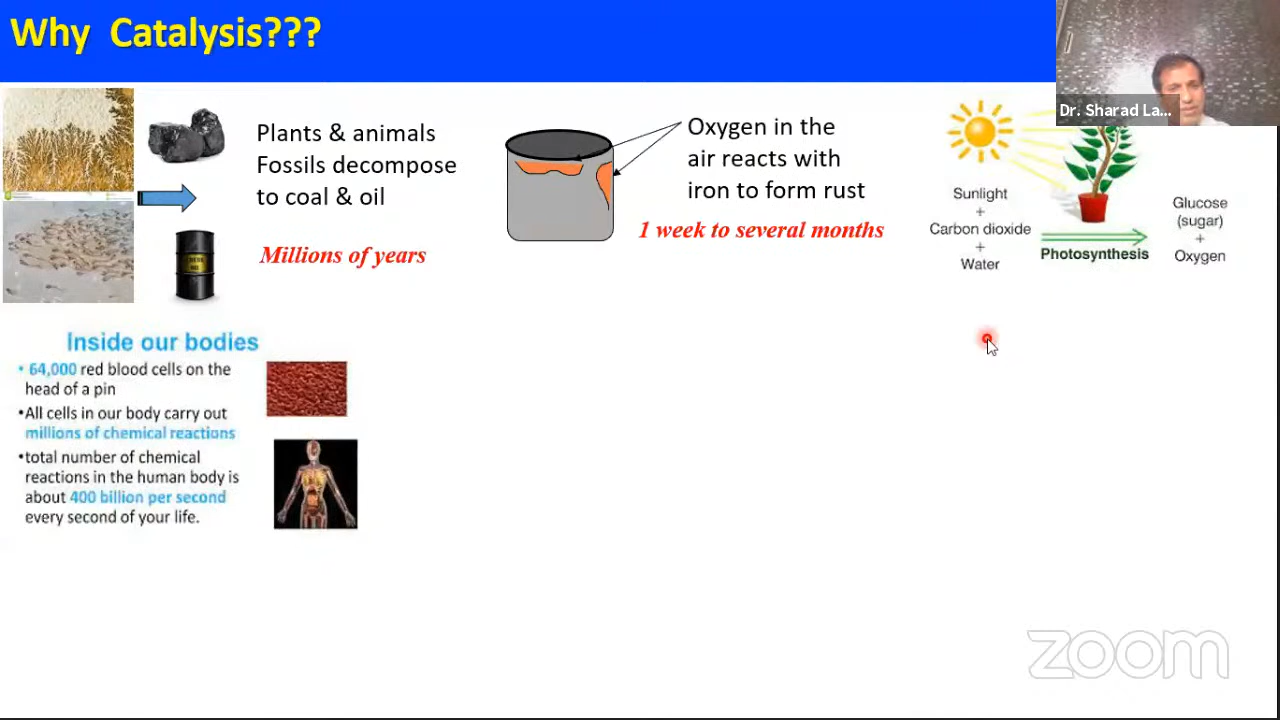 Why Catalysis???
Dr. Sharad La...
Plants & animals
Fossils decompose
to coal & oil
Millions of years
Oxygen in the
air reacts with
iron to form rust
1 week to several months
Sunlight
+
Carbon dioxide
+
Water
Photosynthesis
Glucose
(sugar)
+
Oxygen
Inside our bodies
• 64,000 red blood cells on the
head of a pin
•All cells in our body carry out
millions of chemical reactions
•total number of chemical
reactions in the human body is
about 400 billion per second
every second of your life.
zoom